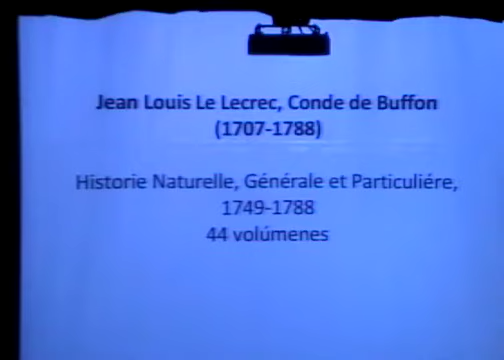 Jean Louis Le Lecrec, Conde de Buffon
(1707-1788)
Historie Naturelle, Générale et Particuliére,
1749-1788
44 volúmenes